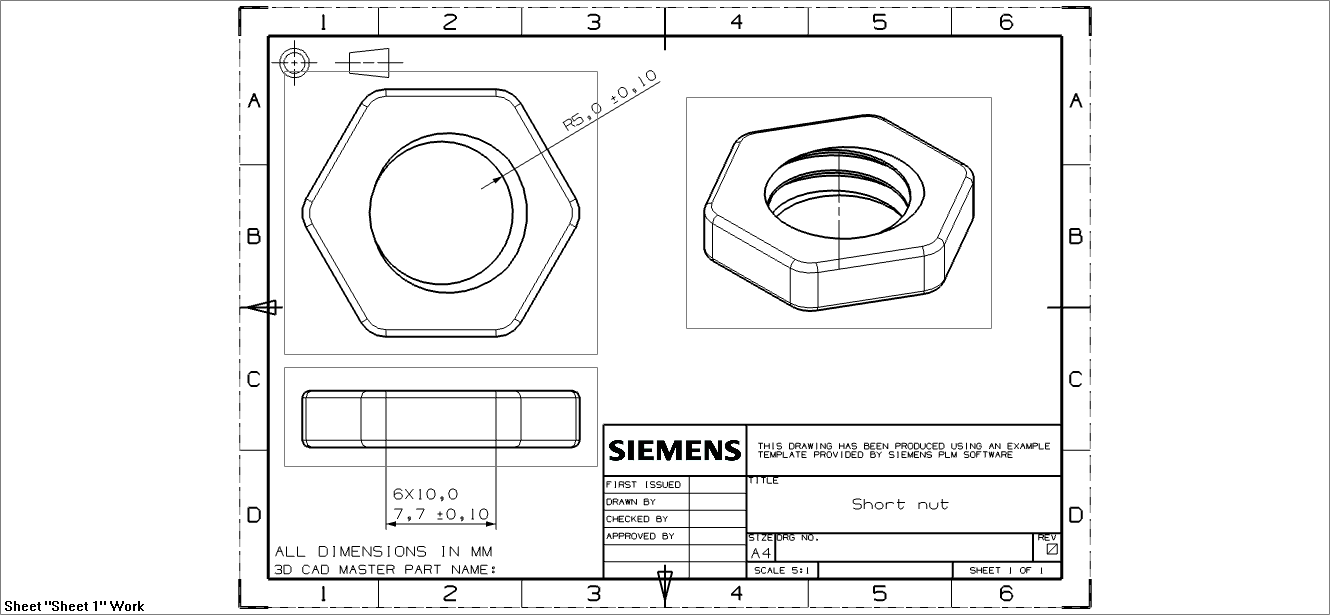 1 2 3 4 5 6
A A
R5,0 ±0,10
B B
C C
SIEMENS
THIS DRAWING HAS BEEN PRODUCED USING AN EXAMPLE
TEMPLATE PROVIDED BY SIEMENS PLM SOFTWARE
FIRST ISSUED
TITLE
6X10,0
DRAWN BY
Short nut
7,7 ±0,10
CHECKED BY
D D
APPROVED BY
SIZE DRG NO. REV
A4
ALL DIMENSIONS IN MM
3D CAD MASTER PART NAME:
SCALE 5:1 SHEET 1 OF 1
1 2 3 4 5 6
Sheet "Sheet 1" Work